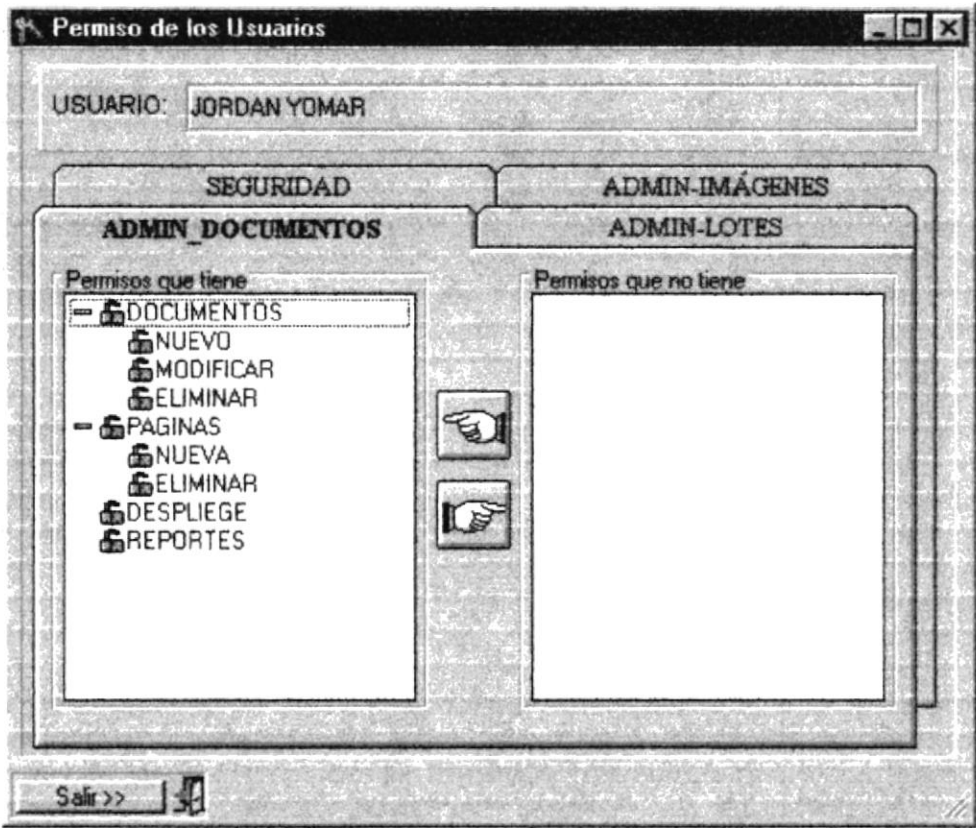 Permiso de los Usuarios
USUARIO: JORDAN YOMAR
SEGURIDAD ADMIN-IMÁGENES
ADMIN_DOCUMENTOS ADMIN-LOTES
Permisos que tiene Permisos que no tiene
DOCUMENTOS
NUEVO
MODIFICAR
ELIMINAR
PAGINAS
NUEVA
ELIMINAR
DESPLIEGE
REPORTES
Salir >>